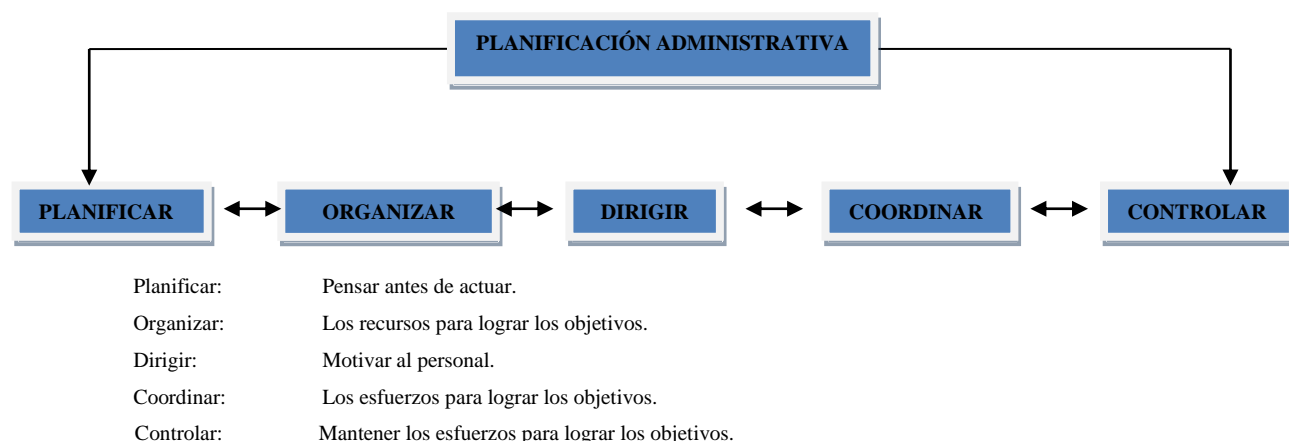 PLANIFICACIÓN ADMINISTRATIVA
PLANIFICAR ORGANIZAR DIRIGIR COORDINAR CONTROLAR
Planificar: Pensar antes de actuar.
Organizar: Los recursos para lograr los objetivos.
Dirigir: Motivar al personal.
Coordinar: Los esfuerzos para lograr los objetivos.
Controlar: Mantener los esfuerzos para lograr los objetivos.